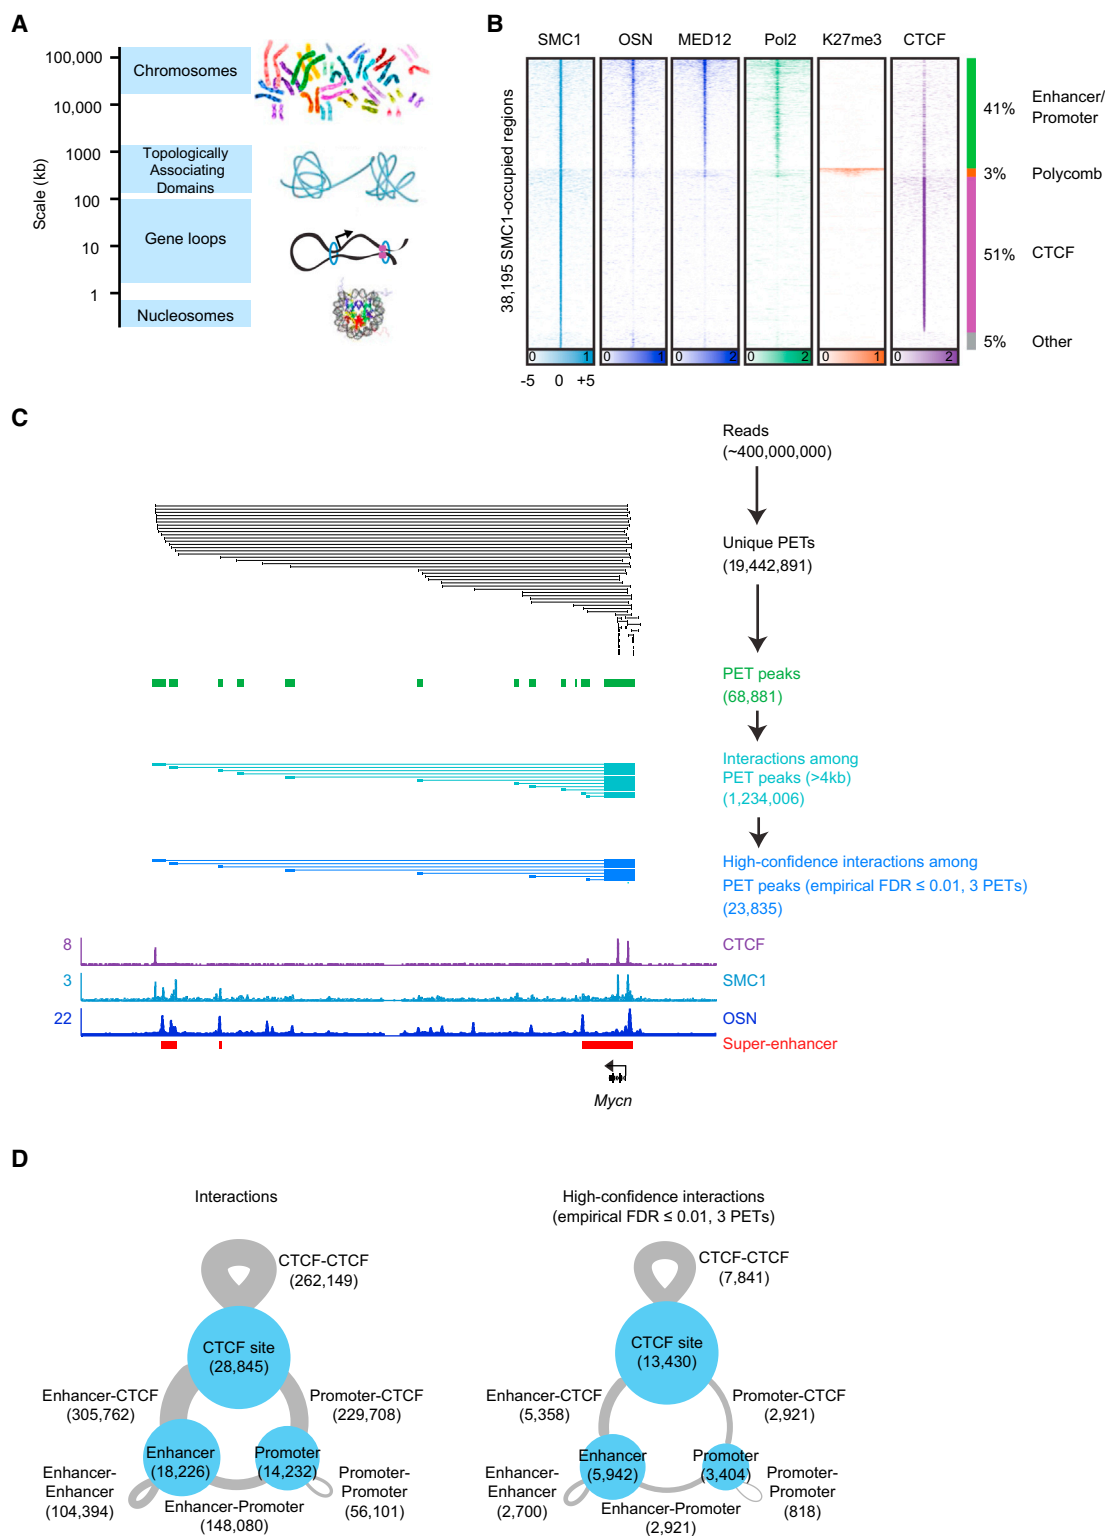 A
Scale (kb)
100,000
10,000
1000
100
10
1
Chromosomes
Topologically
Associating
Domains
Gene loops
Nucleosomes
B
SMC1 OSN MED12 Pol2 K27me3 CTCF
38,195 SMC1-occupied regions
0 1 0 1 0 2 0 2 0 1 0 2
-5 0 +5
41% Enhancer/
Promoter
3% Polycomb
51% CTCF
5% Other
C
Reads
(~400,000,000)
Unique PETs
(19,442,891)
PET peaks
(68,881)
Interactions among
PET peaks (>4kb)
(1,234,006)
High-confidence interactions among
PET peaks (empirical FDR ≤ 0.01, 3 PETs)
(23,835)
8 CTCF
3 SMC1
22 OSN
Super-enhancer
Mycn
D
Interactions
CTCF-CTCF
(262,149)
CTCF site
(28,845)
Enhancer-CTCF
(305,762)
Promoter-CTCF
(229,708)
Enhancer
(18,226)
Promoter
(14,232)
Enhancer-
Enhancer
(104,394)
Enhancer-Promoter
(148,080)
Promoter-
Promoter
(56,101)
High-confidence interactions
(empirical FDR ≤ 0.01, 3 PETs)
CTCF-CTCF
(7,841)
CTCF site
(13,430)
Enhancer-CTCF
(5,358)
Promoter-CTCF
(2,921)
Enhancer
(5,942)
Promoter
(3,404)
Enhancer-
Enhancer
(2,700)
Enhancer-Promoter
(2,921)
Promoter-
Promoter
(818)